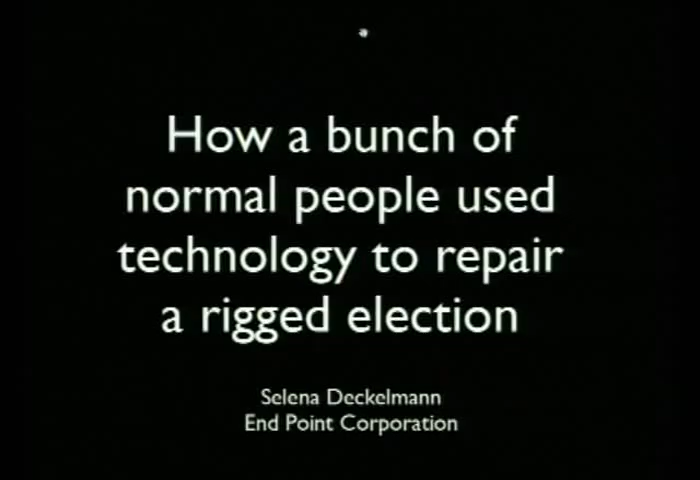 How a bunch of
normal people used
technology to repair
a rigged election
Selena Deckelmann
End Point Corporation